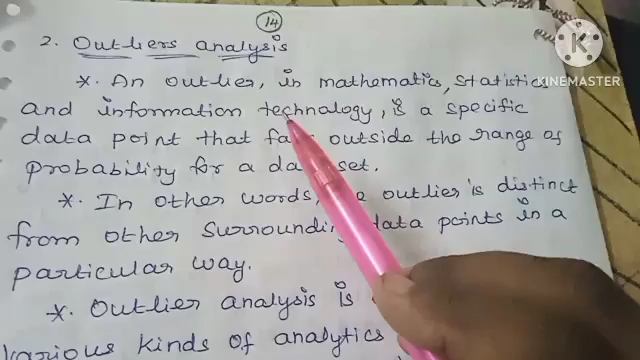 14
2. Outliers analysis
KINEMASTER
*. An outlier, in mathematics, statistics
and information technology, is a specific
data point that fa outside the range of
probability for a da set.
*. In other words, outlier is distinct
from other surrounding data points in a
particular way.
*. Outlier analysis is
various kinds of analytics